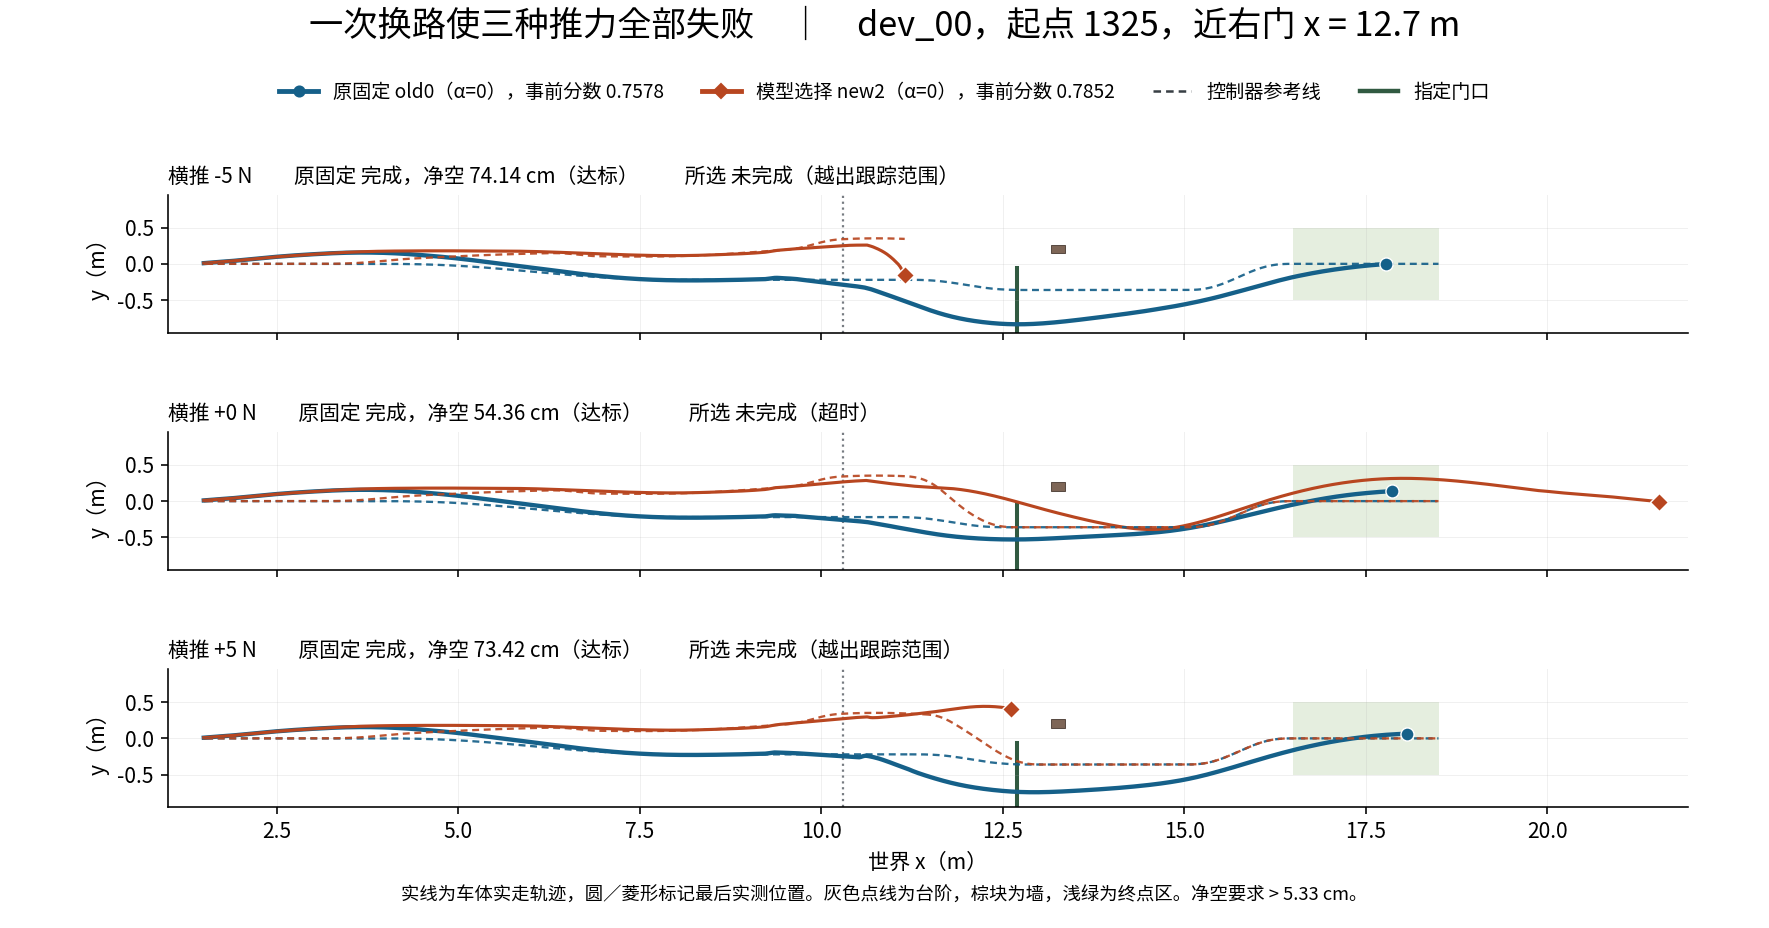 一次换路使三种推力全部失败 ｜ dev_00，起点 1325，近右门 x = 12.7 m
原固定 old0（α=0），事前分数 0.7578 模型选择 new2（α=0），事前分数 0.7852 控制器参考线 指定门口
横推 -5 N 原固定 完成，净空 74.14 cm（达标） 所选 未完成（越出跟踪范围）
0.5
0.0
-0.5
y（m）
横推 +0 N 原固定 完成，净空 54.36 cm（达标） 所选 未完成（超时）
0.5
0.0
-0.5
y（m）
横推 +5 N 原固定 完成，净空 73.42 cm（达标） 所选 未完成（越出跟踪范围）
0.5
0.0
-0.5
y（m）
2.5 5.0 7.5 10.0 12.5 15.0 17.5 20.0
世界 x（m）
实线为车体实走轨迹，圆／菱形标记最后实测位置。灰色点线为台阶，棕块为墙，浅绿为终点区。净空要求 > 5.33 cm。